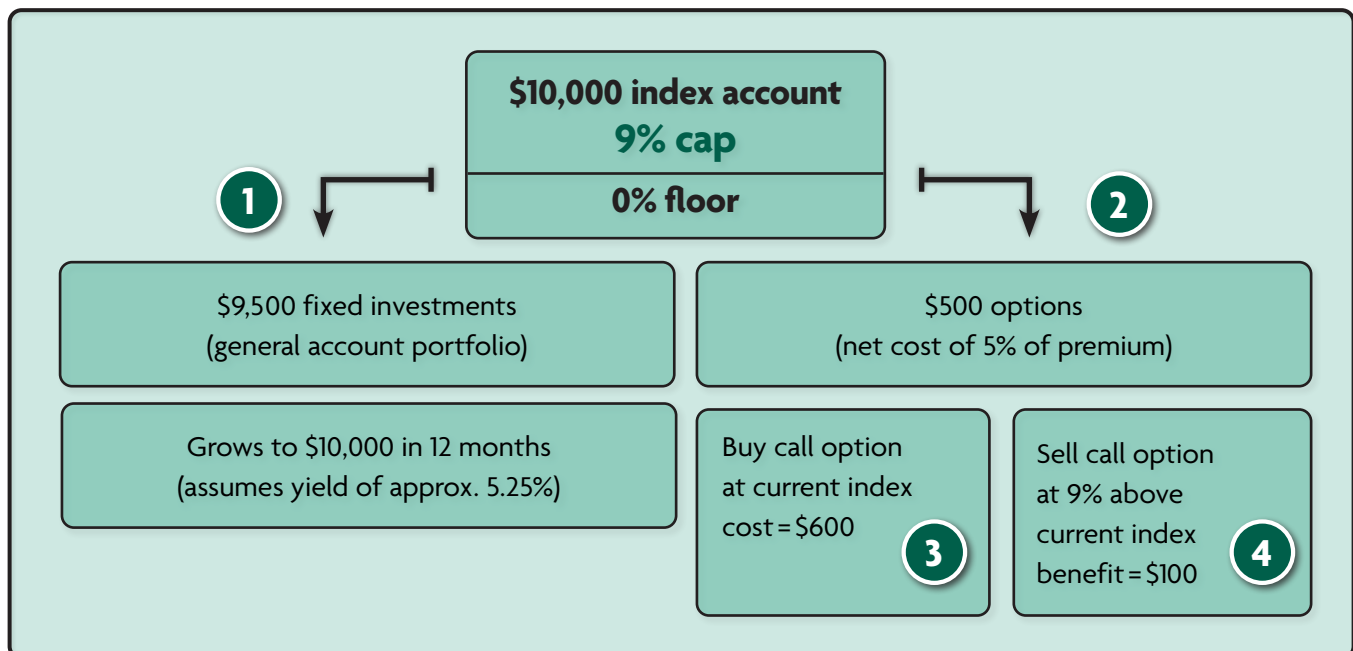 $10,000 index account
9% cap
0% floor
1
2
$9,500 fixed investments
(general account portfolio)
$500 options
(net cost of 5% of premium)
Grows to $10,000 in 12 months
(assumes yield of approx. 5.25%)
Buy call option
at current index
cost=$600
3
Sell call option
at 9% above
current index
benefit=$100
4